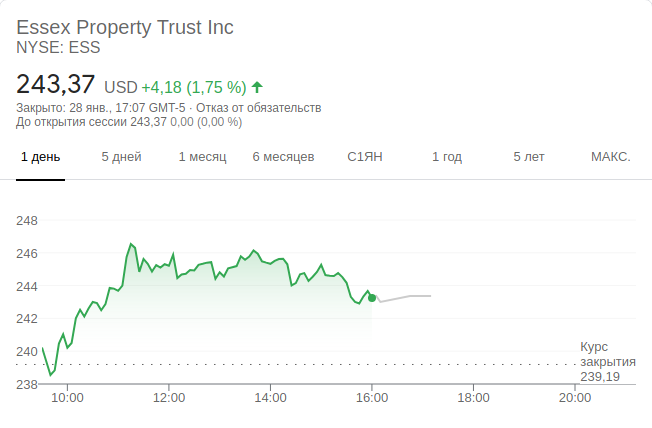 Essex Property Trust Inc
NYSE: ESS
243,37 USD +4,18 (1,75 %)
Закрыто: 28 янв., 17:07 GMT-5 · Отказ от обязательств
До открытия сессии 243,37 0,00 (0,00 %)
1 день 5 дней 1 месяц 6 месяцев С1ЯН 1 год 5 лет МАКС.
248
246
244
242
240
238
Курс
закрытия
239,19
10:00 12:00 14:00 16:00 18:00 20:00